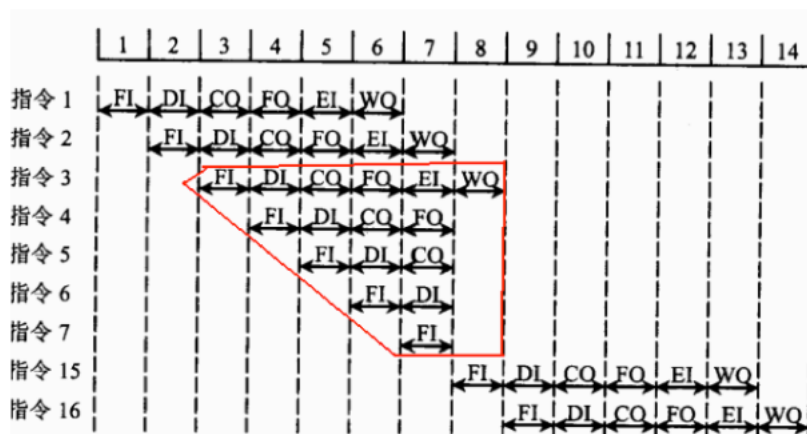 1 2 3 4 5 6 7 8 9 10 11 12 13 14
指令 1 FI DI CO FO EI WO
指令 2 FI DI CO FO EI WO
指令 3 FI DI CO FO EI WO
指令 4 FI DI CO FO
指令 5 FI DI CO
指令 6 FI DI
指令 7 FI
指令 15 FI DI CO FO EI WO
指令 16 FI DI CO FO EI WO